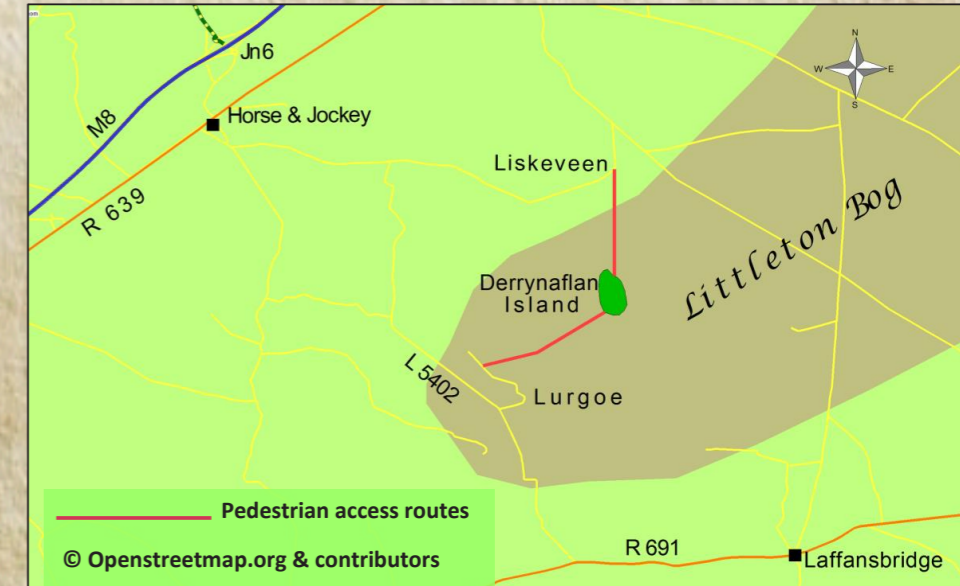 Jn6
M8
Horse & Jockey
R 639
N
W
E
S
Liskeveen
Littleton Bog
Derrynaflan
Island
L 5402
Lurgoe
Pedestrian access routes
© Openstreetmap.org & contributors
R 691
Laffansbridge